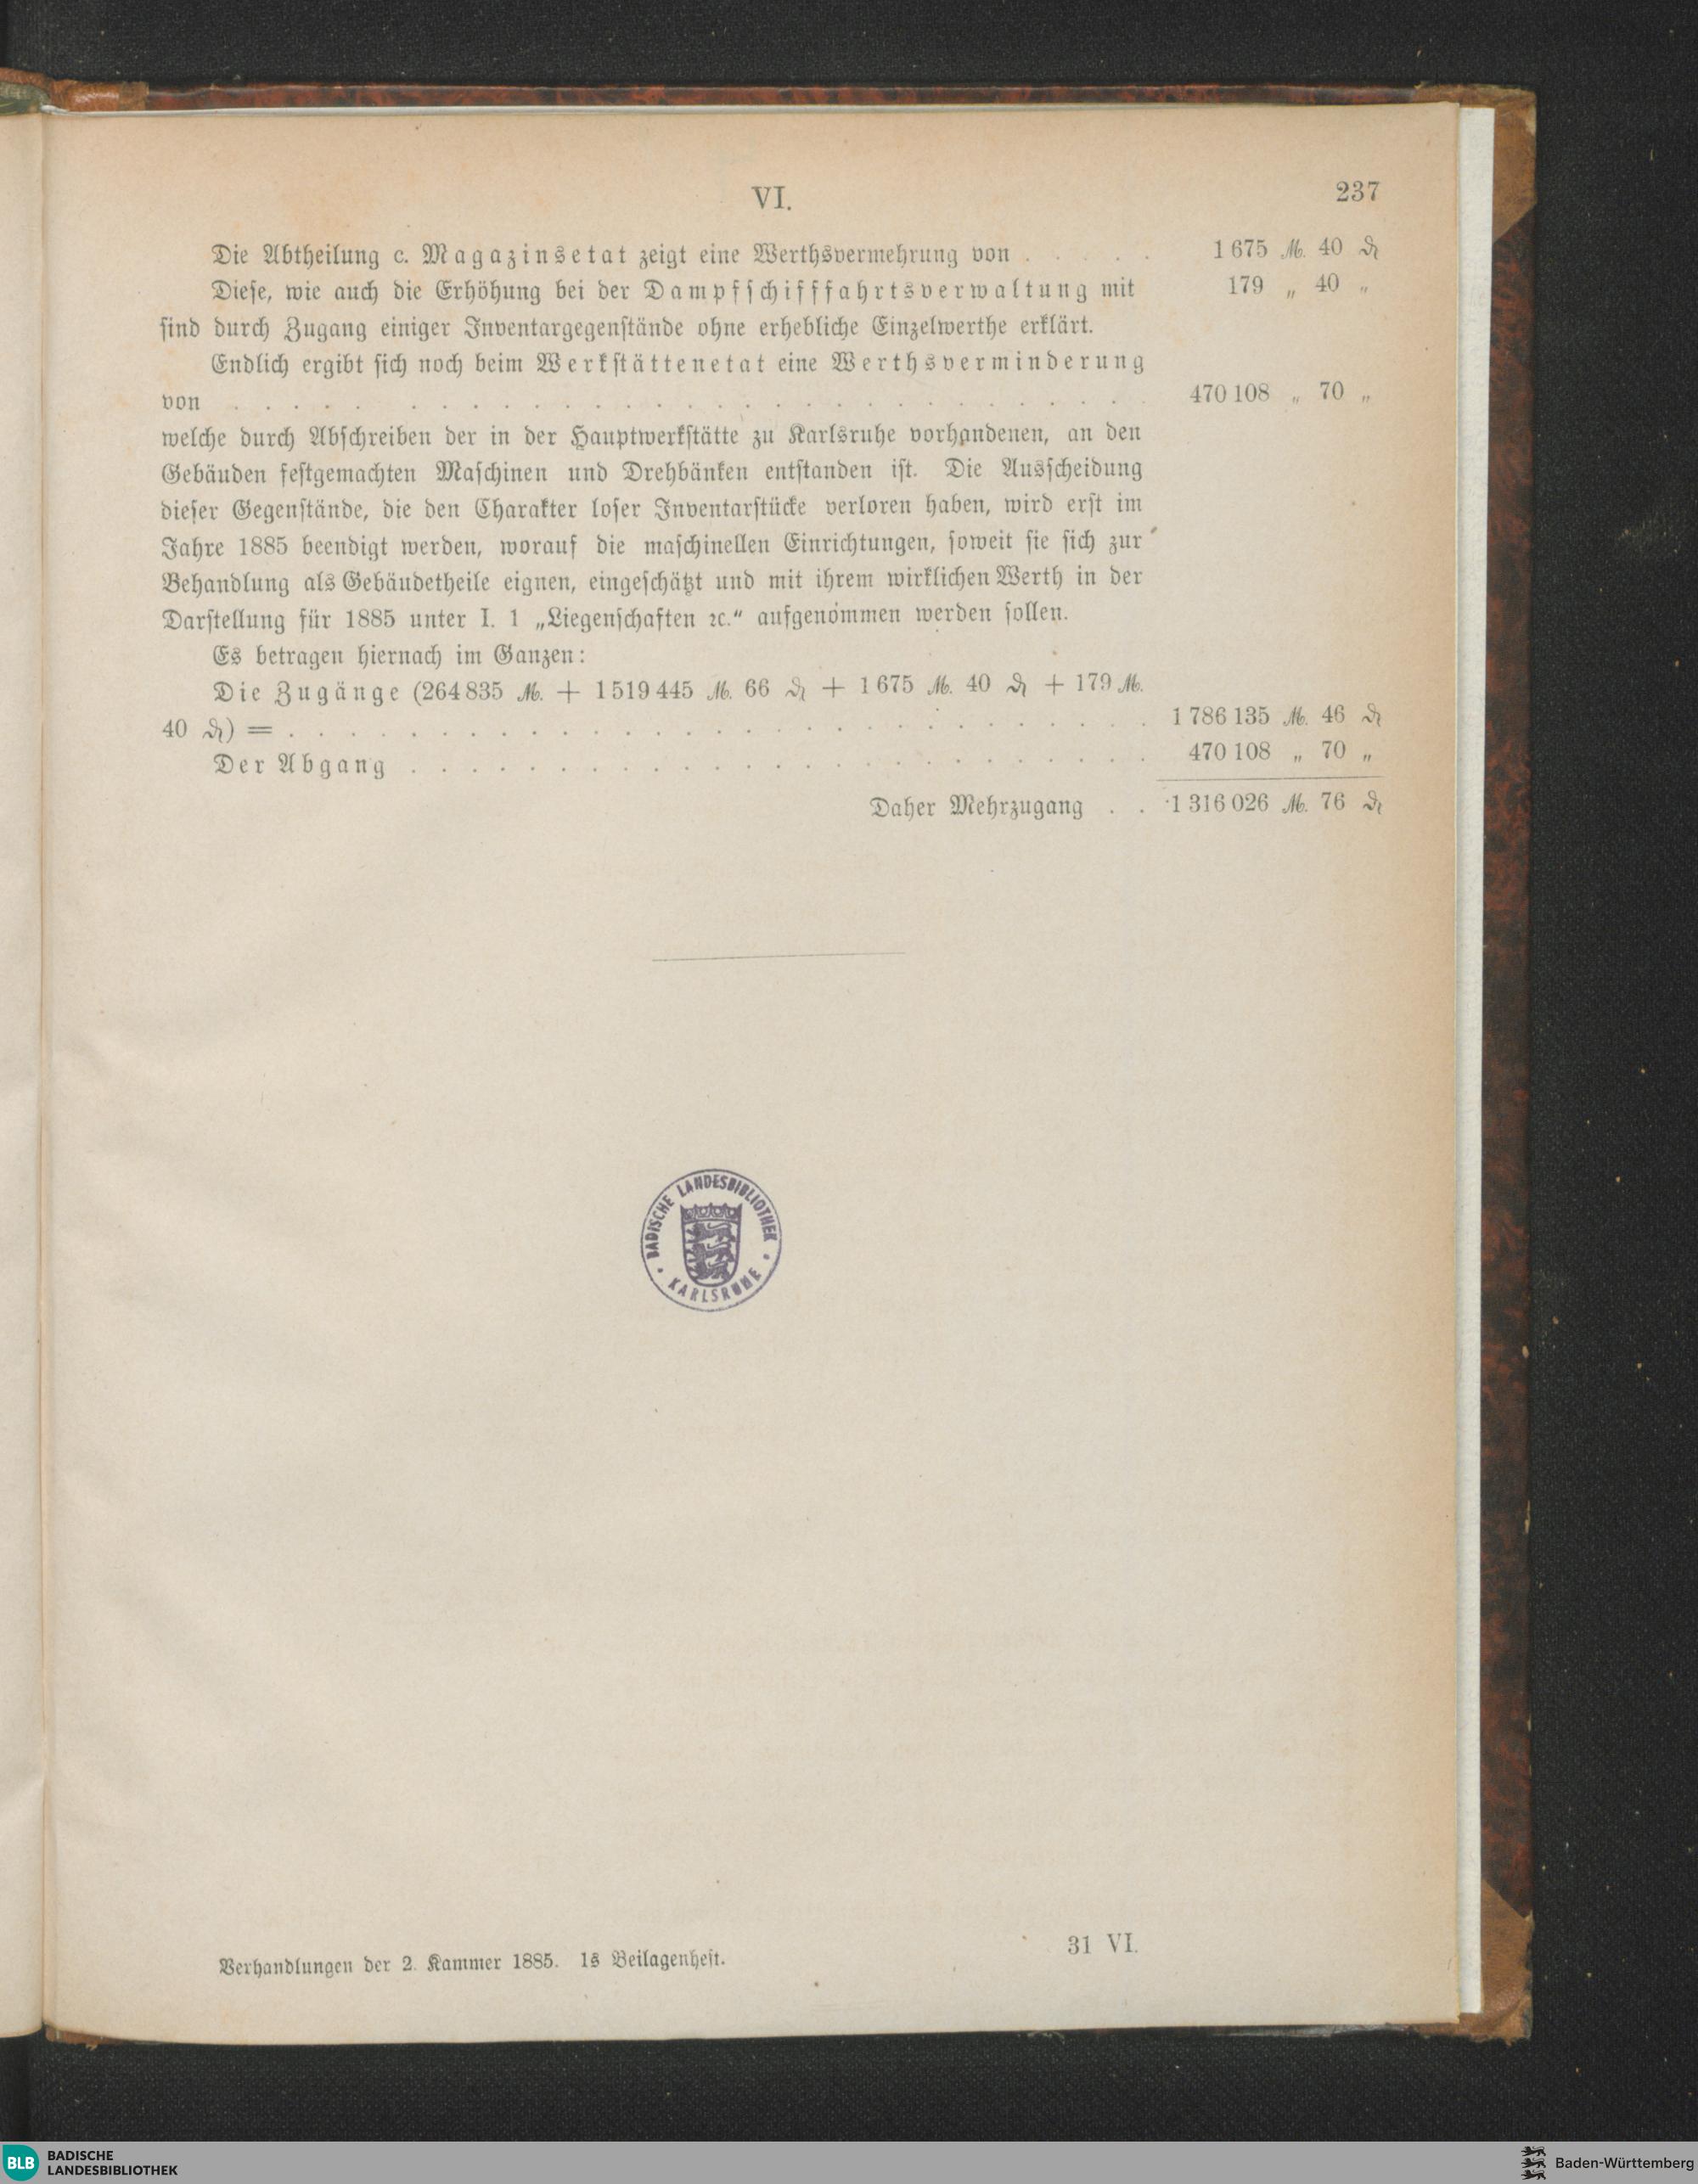 VI.
237
Die Abtheilung c. Magazinsetat zeigt eine Werthsvermehrung von . . . . . 1 675 ℳ. 40 ₰
Diese, wie auch die Erhöhung bei der Dampfschifffahrtsverwaltung mit 179 „ 40 „
sind durch Zugang einiger Inventargegenstände ohne erhebliche Einzelwerthe erklärt.
Endlich ergibt sich noch beim Werkstättenetat eine Werthsverminderung
von . . . . . . . . . . . . . . . . . . . . . . . . . . . . . 470 108 „ 70 „
welche durch Abschreiben der in der Hauptwerkstätte zu Karlsruhe vorhandenen, an den
Gebäuden festgemachten Maschinen und Drehbänken entstanden ist. Die Ausscheidung
dieser Gegenstände, die den Charakter loser Inventarstücke verloren haben, wird erst im
Jahre 1885 beendigt werden, worauf die maschinellen Einrichtungen, soweit sie sich zur
Behandlung als Gebäudetheile eignen, eingeschätzt und mit ihrem wirklichen Werth in der
Darstellung für 1885 unter I. 1 „Liegenschaften ꝛc.“ aufgenommen werden sollen.
Es betragen hiernach im Ganzen:
Die Zugänge (264 835 ℳ. + 1 519 445 ℳ. 66 ₰ + 1 675 ℳ. 40 ₰ + 179 ℳ.
40 ₰) = . . . . . . . . . . . . . . . . . . . . . . . . . . . . . 1 786 135 ℳ. 46 ₰
Der Abgang . . . . . . . . . . . . . . . . . . . . . . . . . 470 108 „ 70 „
Daher Mehrzugang . . 1 316 026 ℳ. 76 ₰
BADISCHE LANDESBIBLIOTHEK
KARLSRUHE
Verhandlungen der 2. Kammer 1885. 1s Beilagenheft.
31 VI.
BLB BADISCHE
LANDESBIBLIOTHEK
Baden-Württemberg